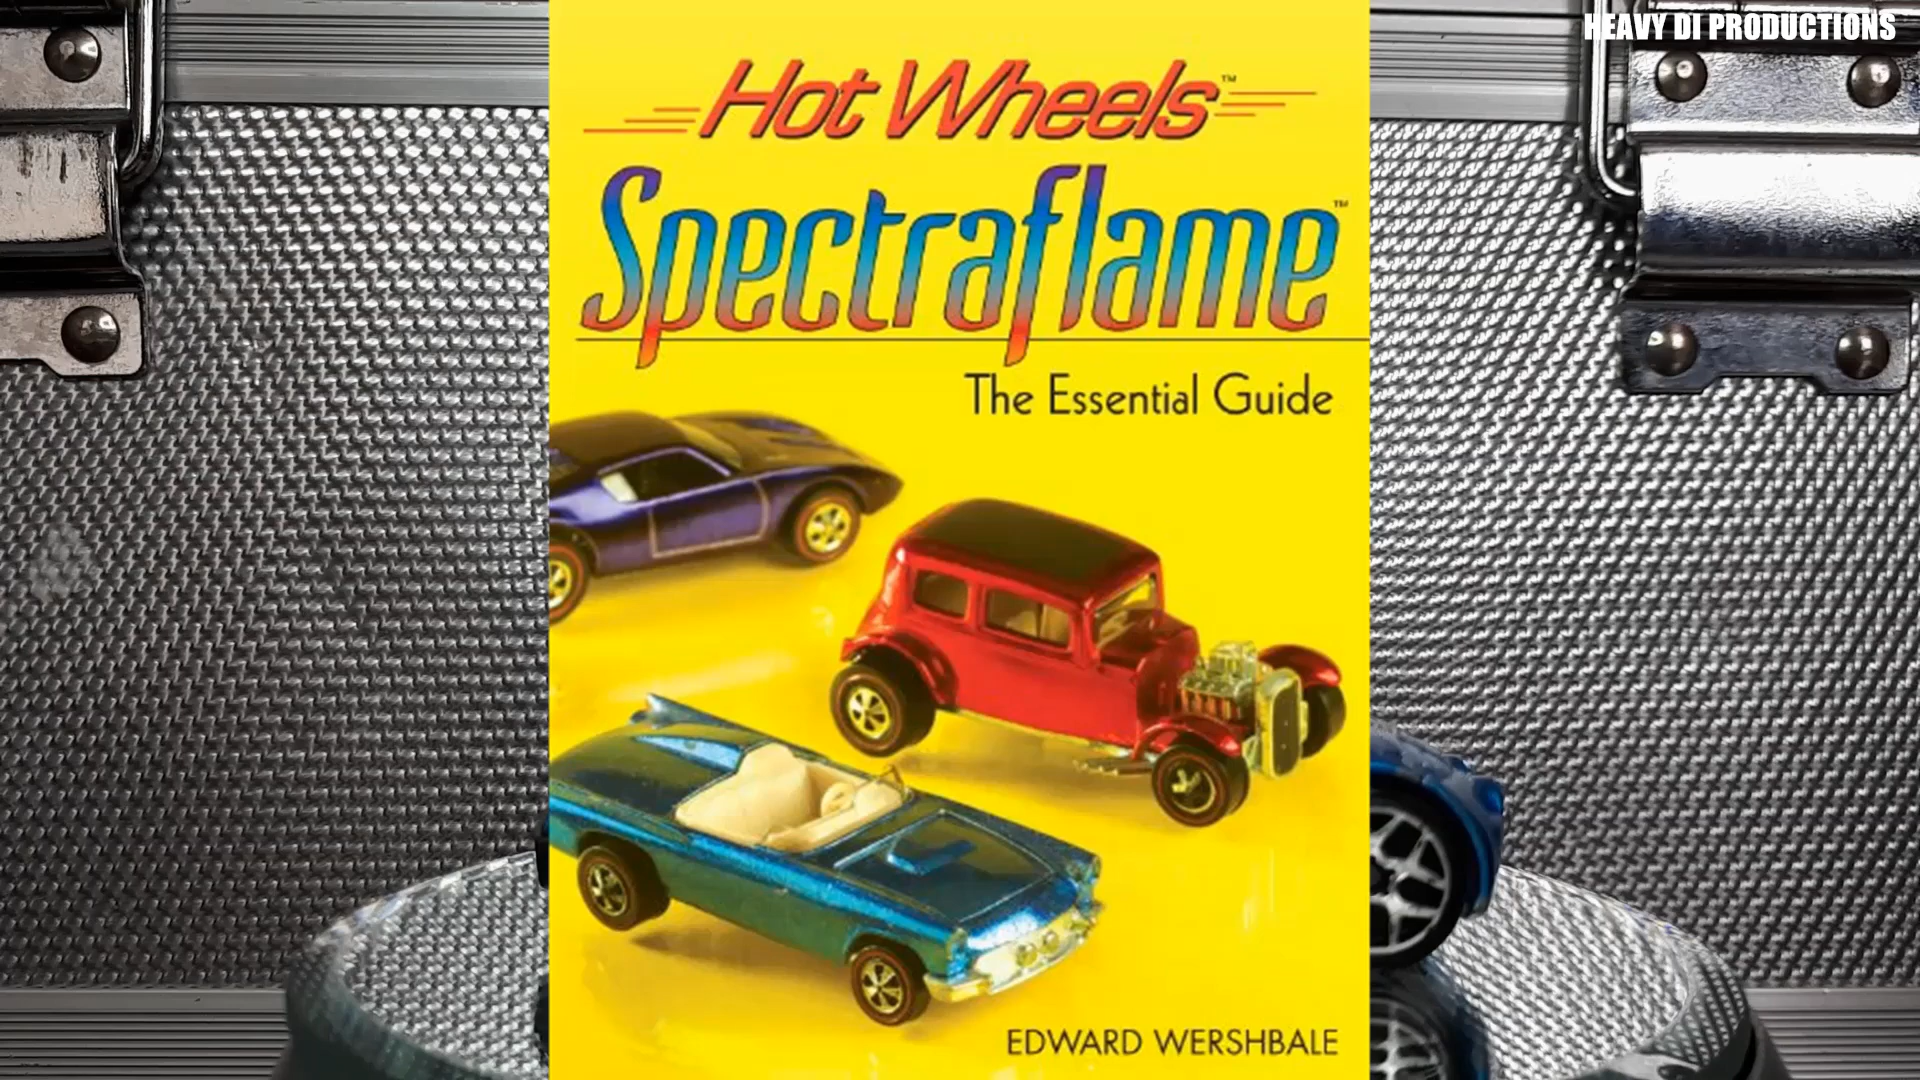 HEAVY DI PRODUCTIONS
Hot Wheels™
Spectraflame™
The Essential Guide
EDWARD WERSHBALE